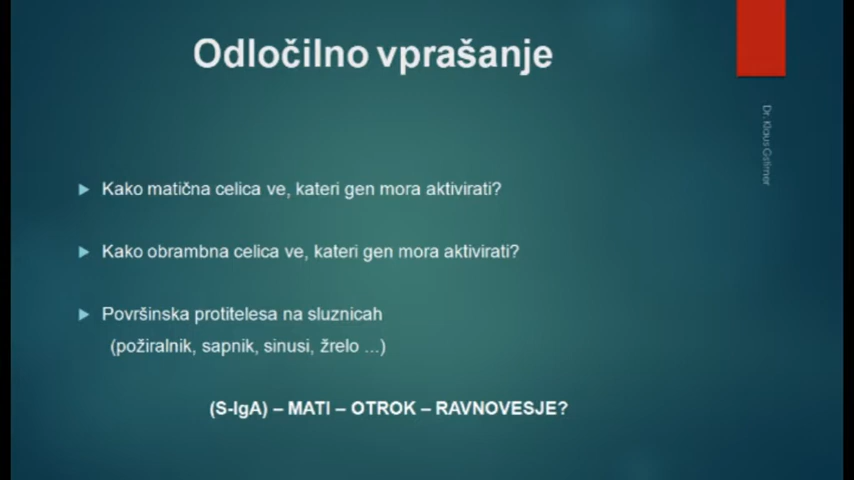 Odločilno vprašanje
Kako matična celica ve, kateri gen mora aktivirati?
Kako obrambna celica ve, kateri gen mora aktivirati?
Površinska protitelesa na sluznicah
(požiralnik, sapnik, sinusi, žrelo ...)
(S-IgA) – MATI – OTROK – RAVNOVESJE?
Dr. Klaus